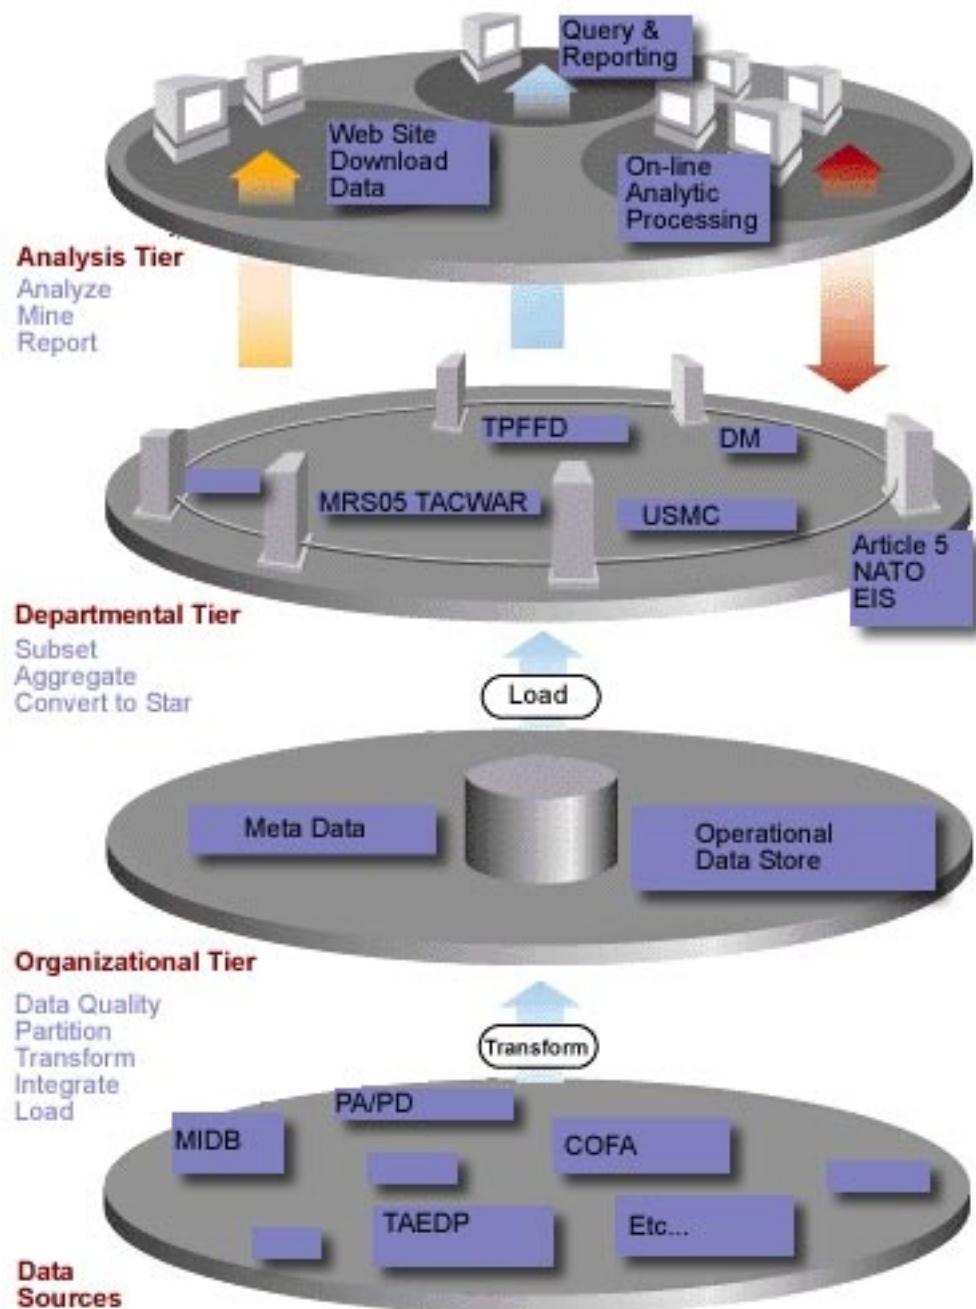 Query &
Reporting
Web Site
Download
Data
On-line
Analytic
Processing
Analysis Tier
Analyze
Mine
Report
TPFFD
DM
MRS05 TACWAR
USMC
Article 5
NATO
EIS
Departmental Tier
Subset
Aggregate
Convert to Star
Load
Meta Data
Operational
Data Store
Organizational Tier
Data Quality
Partition
Transform
Integrate
Load
Transform
PA/PD
MIDB
COFA
TAEDP
Etc...
Data
Sources